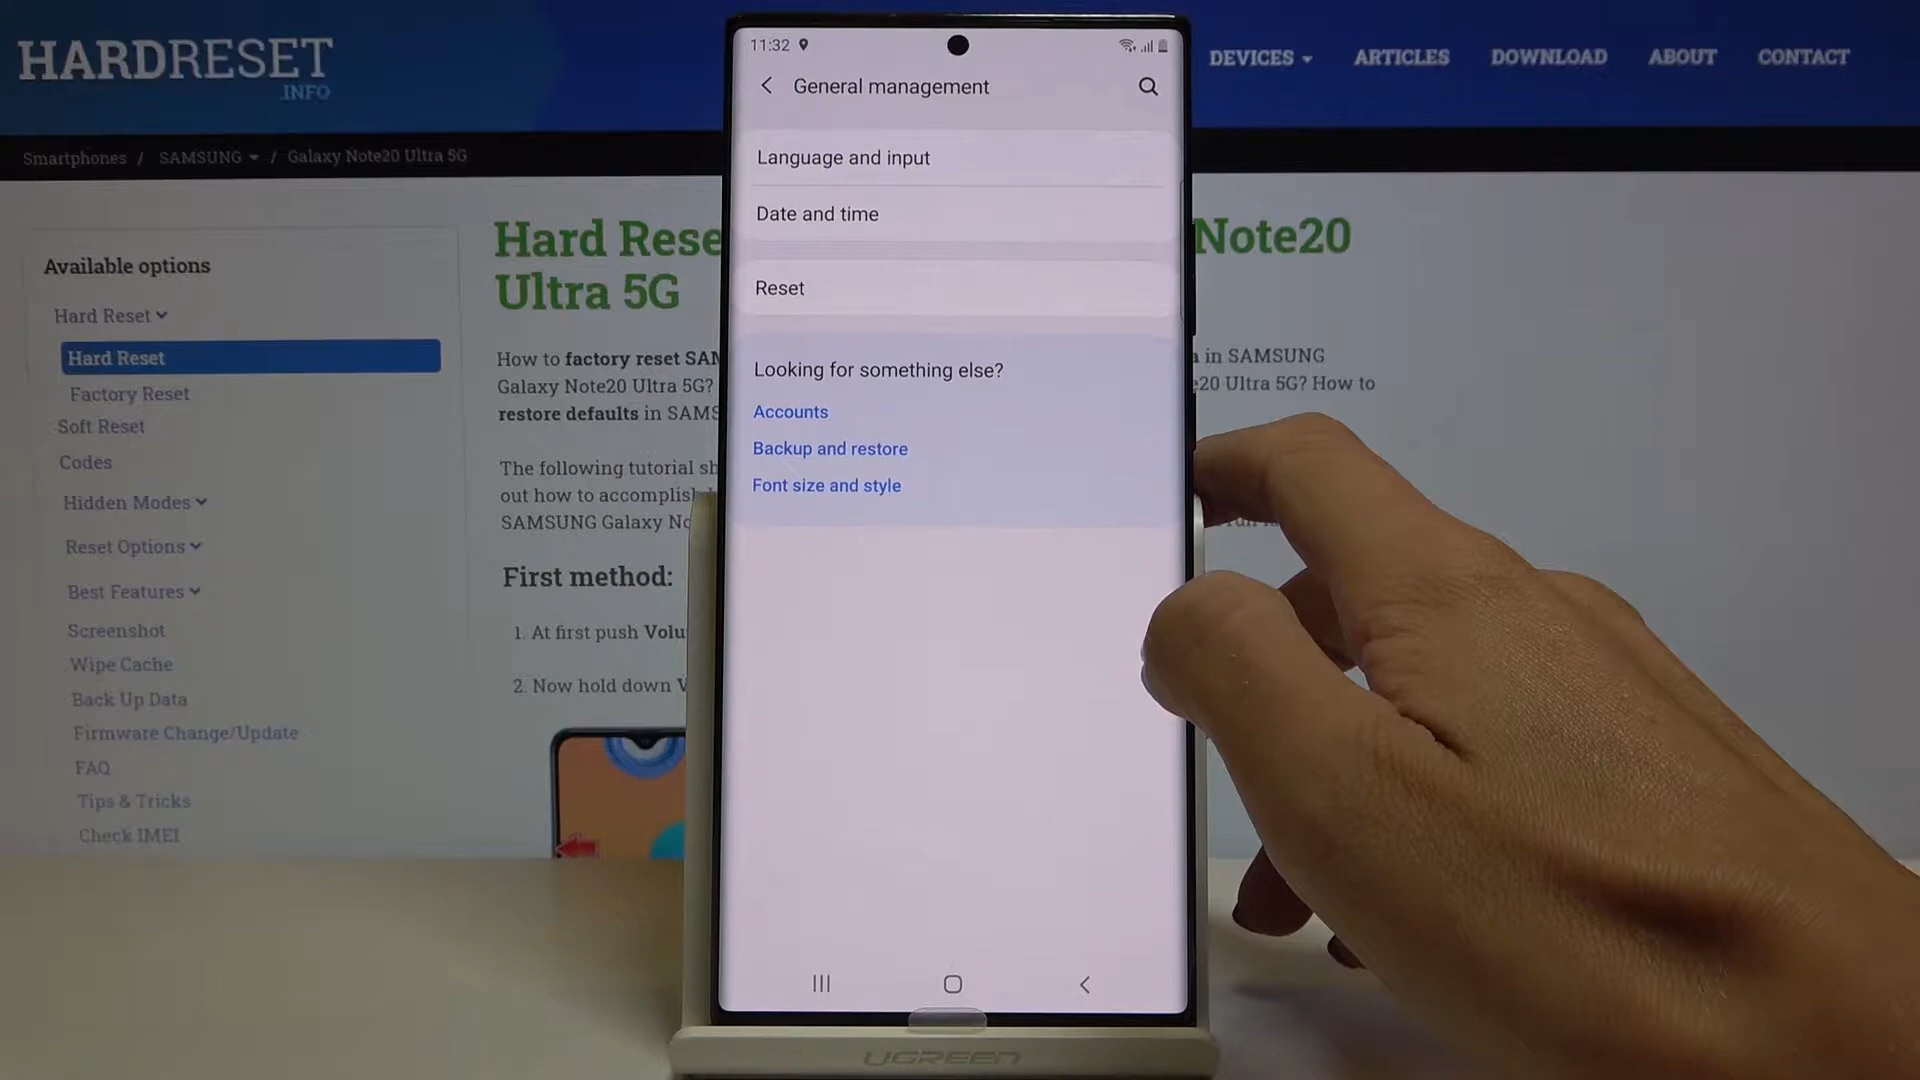 HARDRESET
.INFO
DEVICES
ARTICLES
DOWNLOAD
ABOUT
CONTACT
Smartphones / SAMSUNG / Galaxy Note20 Ultra 5G
Available options
Hard Reset
Hard Reset
Factory Reset
Soft Reset
Codes
Hidden Modes
Reset Options
Best Features
Screenshot
Wipe Cache
Back Up Data
Firmware Change/Update
FAQ
Tips & Tricks
Check IMEI
Hard Rese
Note20
Ultra 5G
How to factory reset SAM
in SAMSUNG
Galaxy Note20 Ultra 5G?
20 Ultra 5G? How to
restore defaults in SAMS
The following tutorial sh
out how to accomplish
SAMSUNG Galaxy No
First method:
1. At first push Volu
2. Now hold down V
11:32
General management
Language and input
Date and time
Reset
Looking for something else?
Accounts
Backup and restore
Font size and style
UGREEN